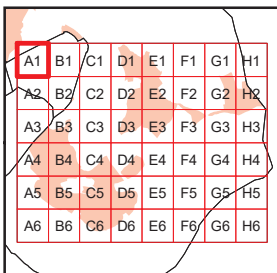 A1 B1 C1 D1 E1 F1 G1 H1
A2 B2 C2 D2 E2 F2 G2 H2
A3 B3 C3 D3 E3 F3 G3 H3
A4 B4 C4 D4 E4 F4 G4 H4
A5 B5 C5 D5 E5 F5 G5 H5
A6 B6 C6 D6 E6 F6 G6 H6